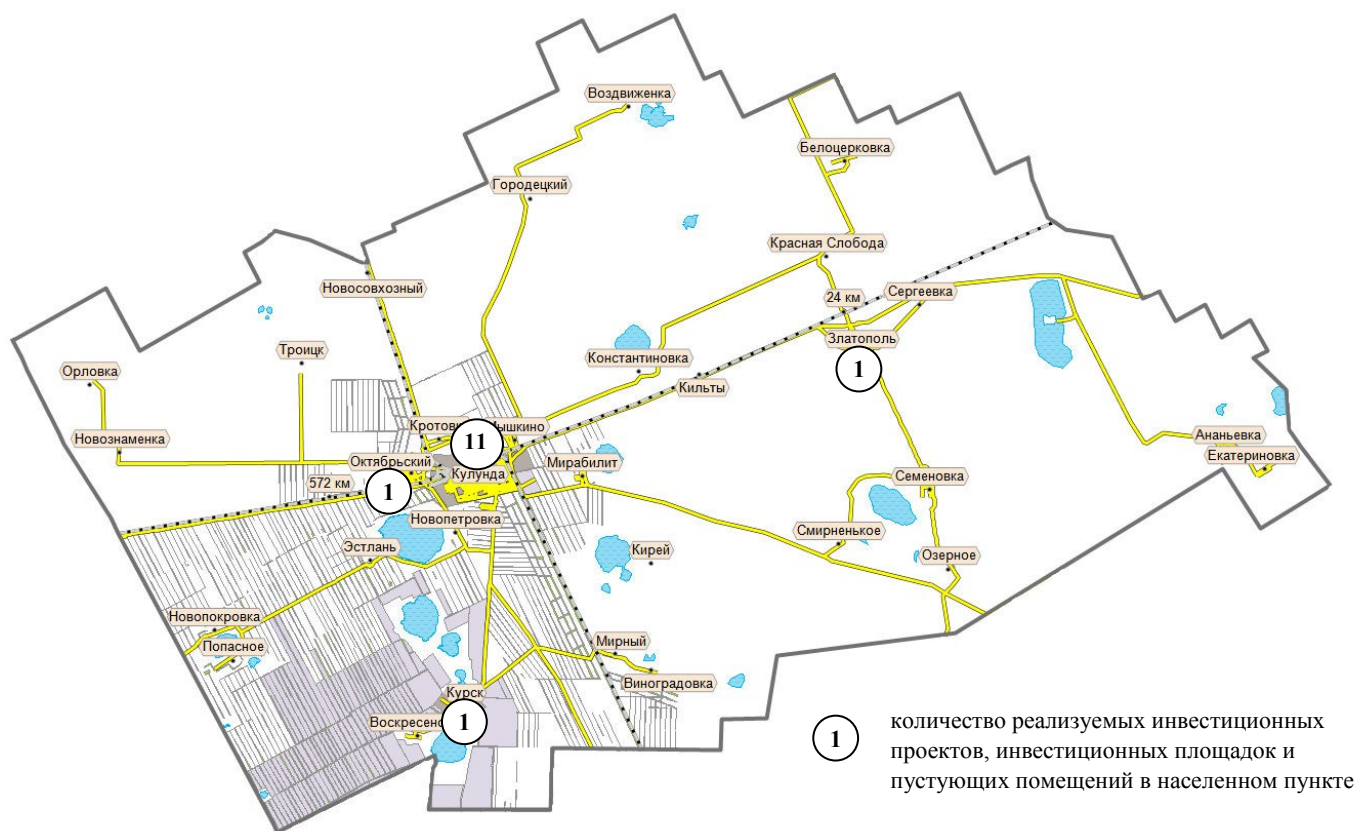 Воздвиженка
Белоцерковка
Городецкий
Красная Слобода
Новосовхозный
24 км
Сергеевка
Златополь
1
Троицк
Константиновка
Орловка
Кильты
Новознаменка
11
Мирабилит
Октябрьский
Кулунда
Семеновка
Ананьевка
Екатериновка
572 км
1
Новопетровка
Смирненькое
Эстлань
Кирей
Озерное
Новопокровка
Попасное
Мирный
Виноградовка
Курск
1
1
количество реализуемых инвестиционных
проектов, инвестиционных площадок и
пустующих помещений в населенном пункте